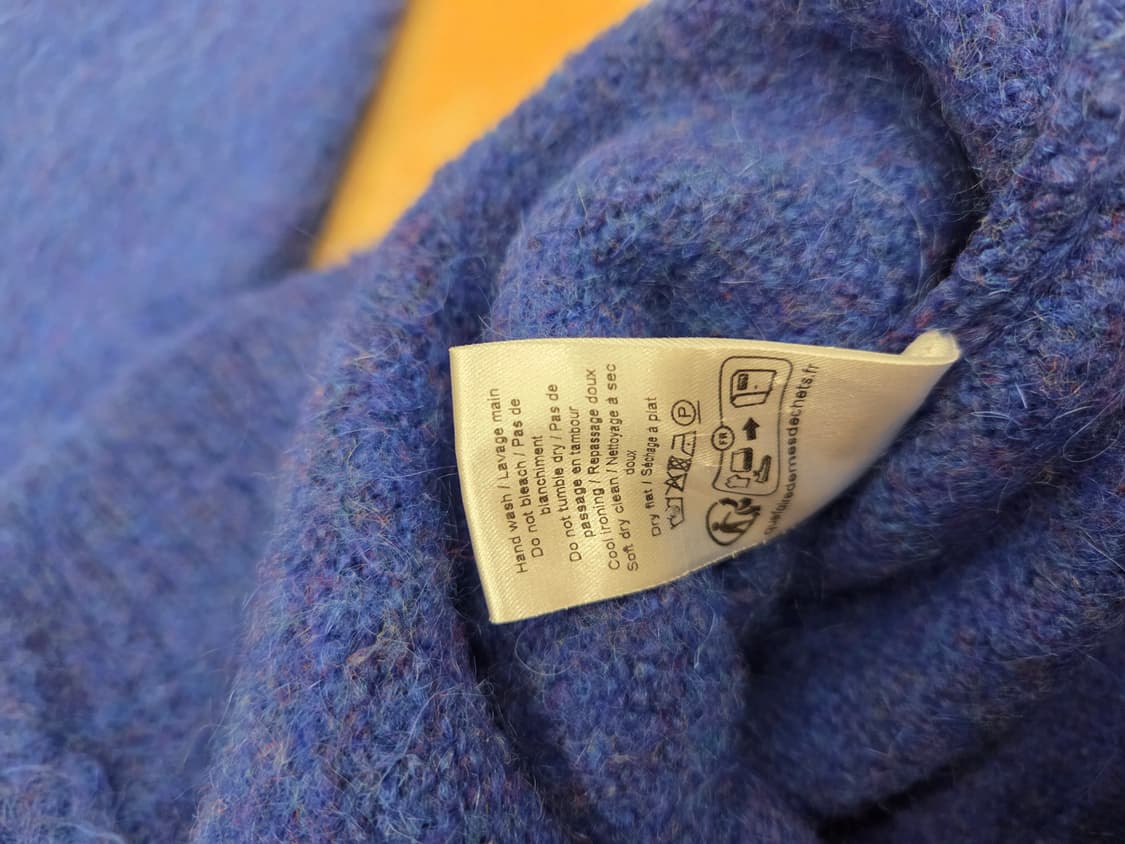 Hand wash / Lavage main
Do not bleach / Pas de
blanchiment
Do not tumble dry / Pas de
passage en tambour
Cool ironing / Repassage doux
Soft dry clean / Nettoyage à sec
doux
Dry flat / Séchage à plat
P
FR
quefairedemesdechets.fr